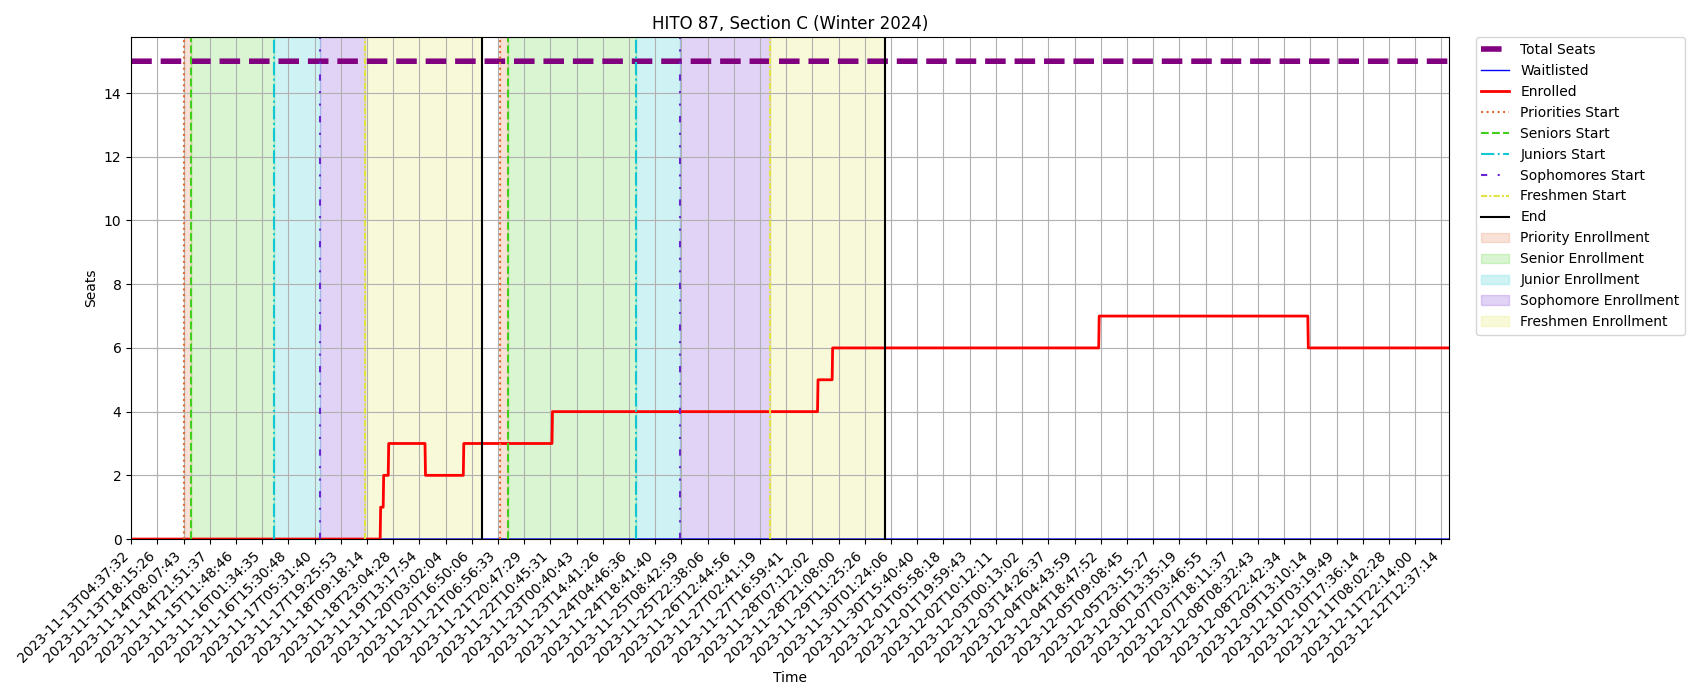 HITO 87, Section C (Winter 2024)
Seats
14
12
10
8
6
4
2
0
2023-11-13T04:37:32
2023-11-13T18:15:26
2023-11-14T08:07:43
2023-11-14T21:51:37
2023-11-15T11:48:46
2023-11-16T01:34:35
2023-11-16T15:30:48
2023-11-17T05:31:40
2023-11-17T19:25:53
2023-11-18T09:18:14
2023-11-18T23:04:28
2023-11-19T13:17:54
2023-11-20T03:02:04
2023-11-20T16:50:06
2023-11-21T06:56:33
2023-11-21T20:47:29
2023-11-22T10:45:31
2023-11-23T00:40:43
2023-11-23T14:41:26
2023-11-24T04:46:36
2023-11-24T18:41:40
2023-11-25T08:42:59
2023-11-25T22:38:06
2023-11-26T12:44:56
2023-11-27T02:41:19
2023-11-27T16:59:41
2023-11-28T07:12:02
2023-11-28T21:08:00
2023-11-29T11:25:26
2023-11-30T01:24:06
2023-11-30T15:40:40
2023-12-01T05:58:18
2023-12-01T19:59:43
2023-12-02T10:12:11
2023-12-03T00:13:02
2023-12-03T14:26:37
2023-12-04T04:43:59
2023-12-04T18:47:52
2023-12-05T09:08:45
2023-12-05T23:15:27
2023-12-06T13:35:19
2023-12-07T03:46:55
2023-12-07T18:11:37
2023-12-08T08:32:43
2023-12-08T22:42:34
2023-12-09T13:10:14
2023-12-10T03:19:49
2023-12-10T17:36:14
2023-12-11T08:02:28
2023-12-11T22:14:00
2023-12-12T12:37:14
Time
Total Seats
Waitlisted
Enrolled
Priorities Start
Seniors Start
Juniors Start
Sophomores Start
Freshmen Start
End
Priority Enrollment
Senior Enrollment
Junior Enrollment
Sophomore Enrollment
Freshmen Enrollment